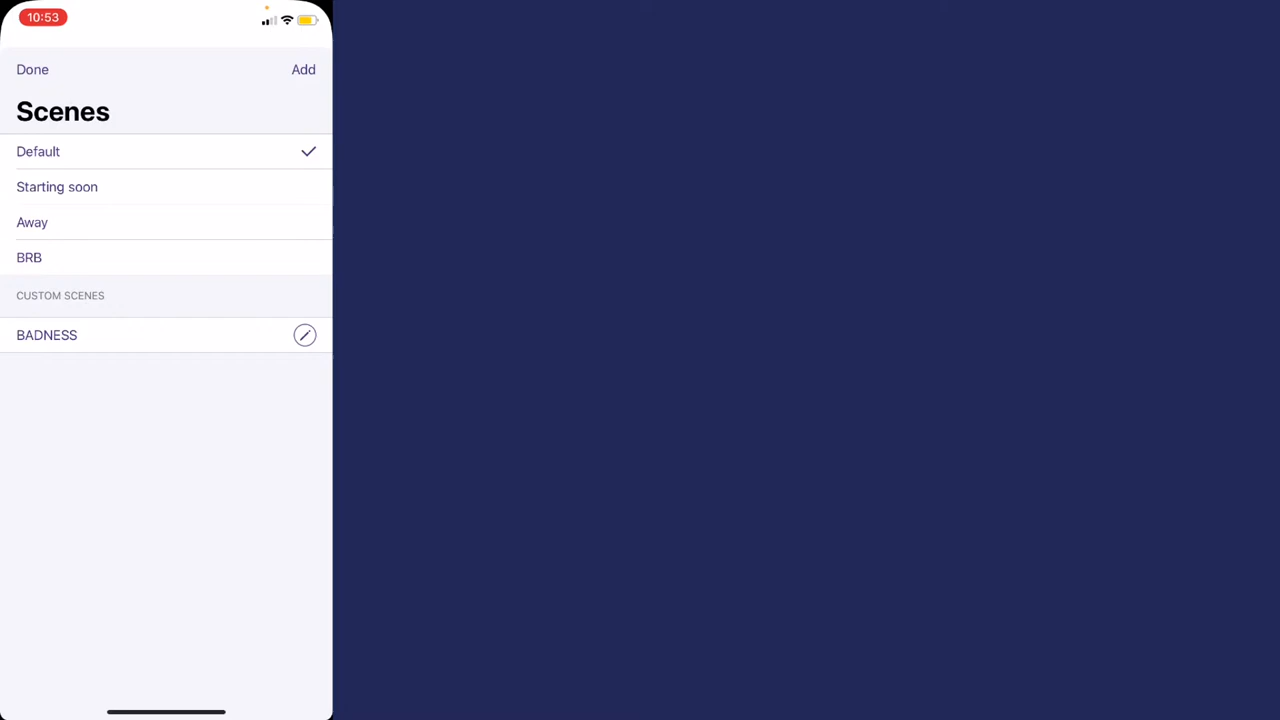 10:53
Done
Add
Scenes
Default
Starting soon
Away
BRB
CUSTOM SCENES
BADNESS